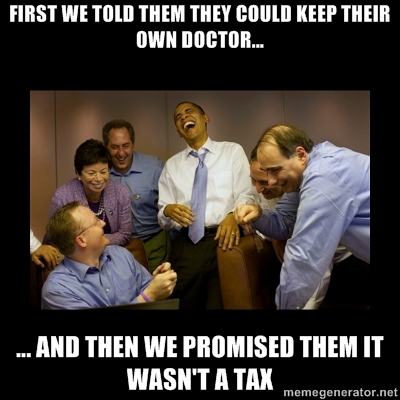 FIRST WE TOLD THEM THEY COULD KEEP THEIR
OWN DOCTOR...
... AND THEN WE PROMISED THEM IT
WASN'T A TAX
memegenerator.net